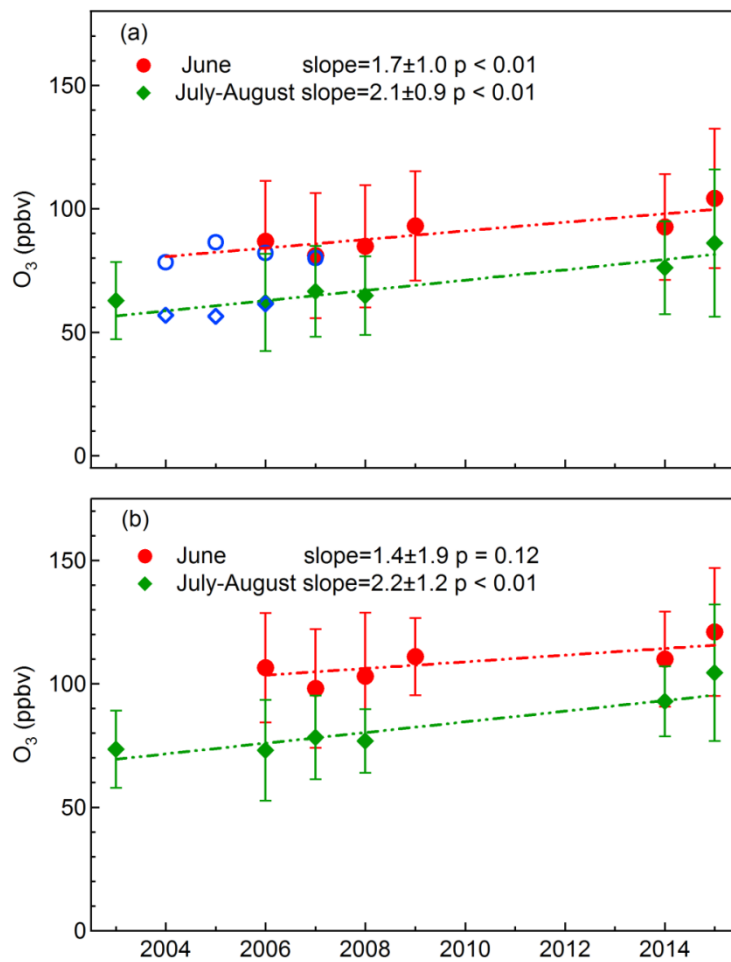 (a)
June slope=1.7±1.0 p < 0.01
July-August slope=2.1±0.9 p < 0.01
150
100
50
0
O₃ (ppbv)
(b)
June slope=1.4±1.9 p = 0.12
July-August slope=2.2±1.2 p < 0.01
150
100
50
0
O₃ (ppbv)
2004 2006 2008 2010 2012 2014